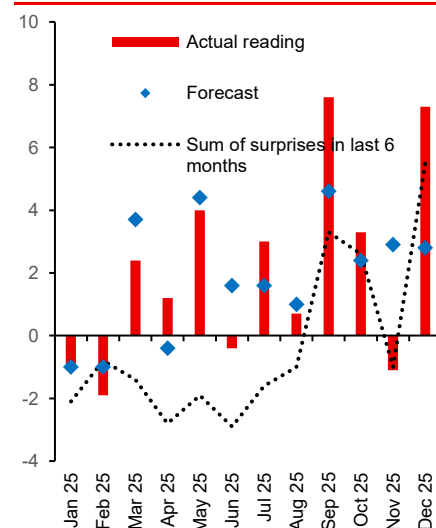 10
8
6
4
2
0
-2
-4
Actual reading
Forecast
Sum of surprises in last 6
months
Jan 25
Feb 25
Mar 25
Apr 25
May 25
Jun 25
Jul 25
Aug 25
Sep 25
Oct 25
Nov 25
Dec 25